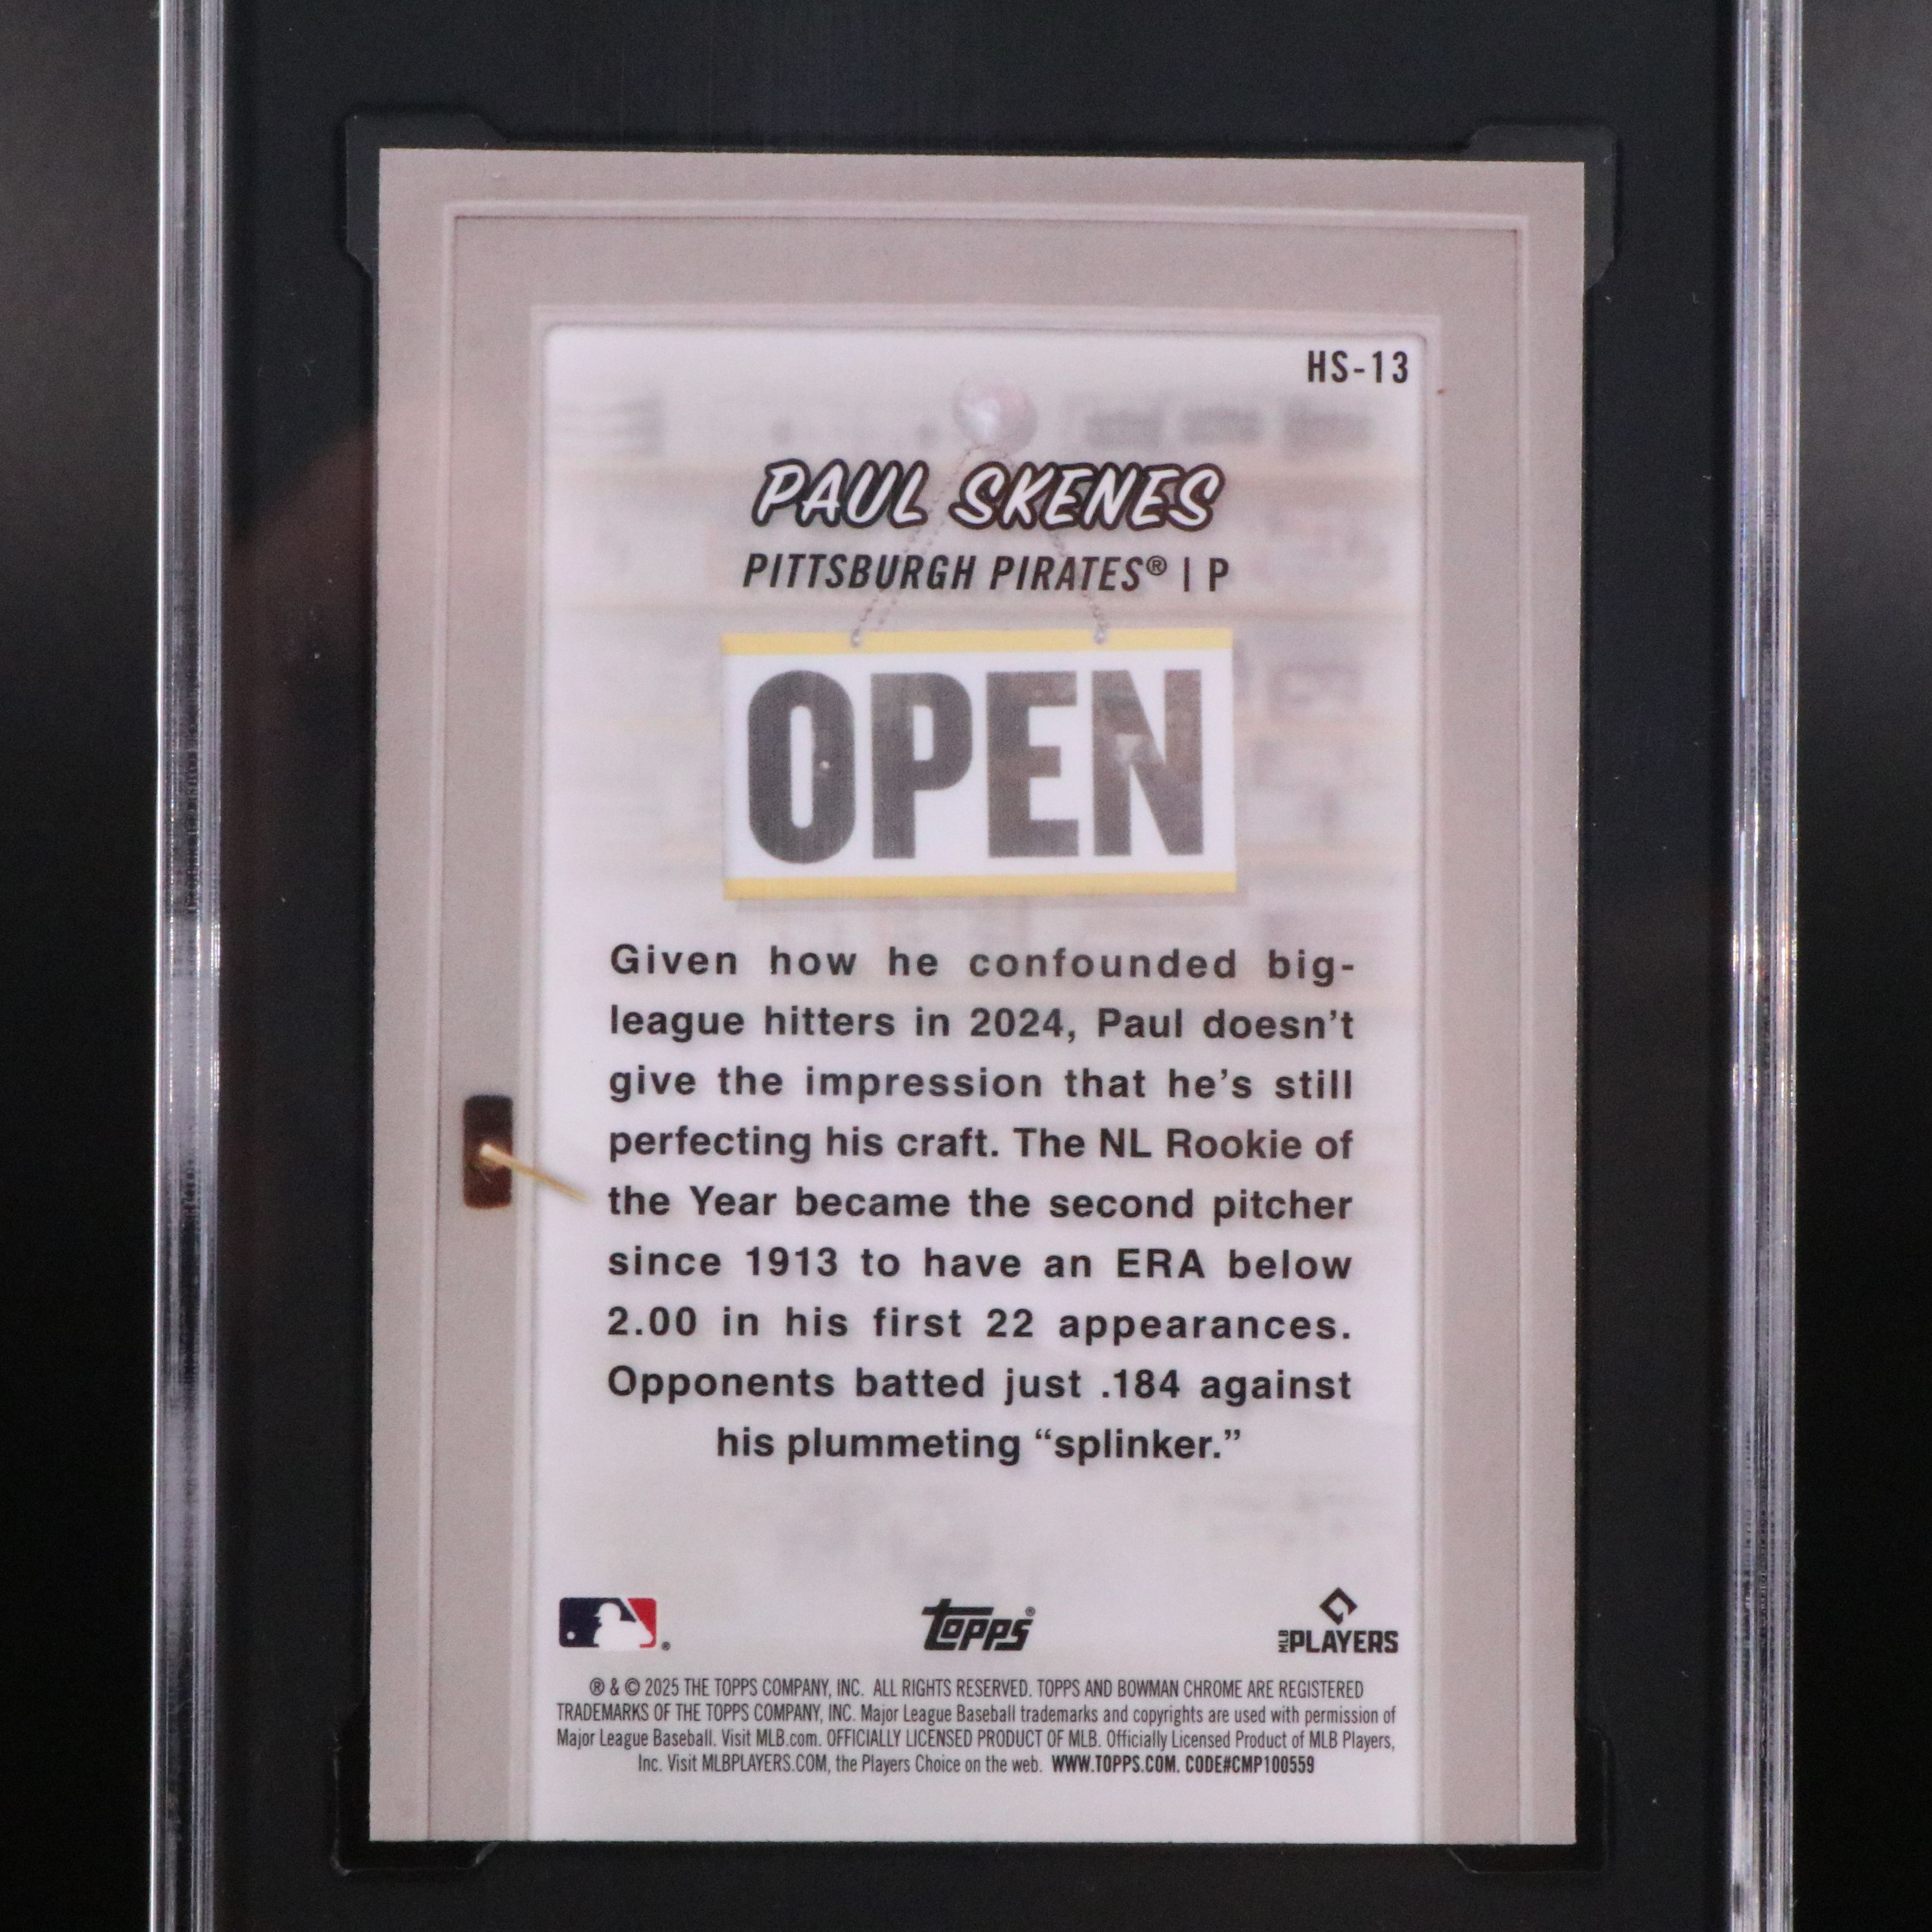 HS-13
PAUL SKENES
PITTSBURGH PIRATES® | P
OPEN
Given how he confounded big-
league hitters in 2024, Paul doesn’t
give the impression that he’s still
perfecting his craft. The NL Rookie of
the Year became the second pitcher
since 1913 to have an ERA below
2.00 in his first 22 appearances.
Opponents batted just .184 against
his plummeting “splinker.”
® topps® MLB PLAYERS
® & © 2025 THE TOPPS COMPANY, INC. ALL RIGHTS RESERVED. TOPPS AND BOWMAN CHROME ARE REGISTERED
TRADEMARKS OF THE TOPPS COMPANY, INC. Major League Baseball trademarks and copyrights are used with permission of
Major League Baseball. Visit MLB.com. OFFICIALLY LICENSED PRODUCT OF MLB. Officially Licensed Product of MLB Players,
Inc. Visit MLBPLAYERS.COM, the Players Choice on the web. WWW.TOPPS.COM. CODE#CMP100559